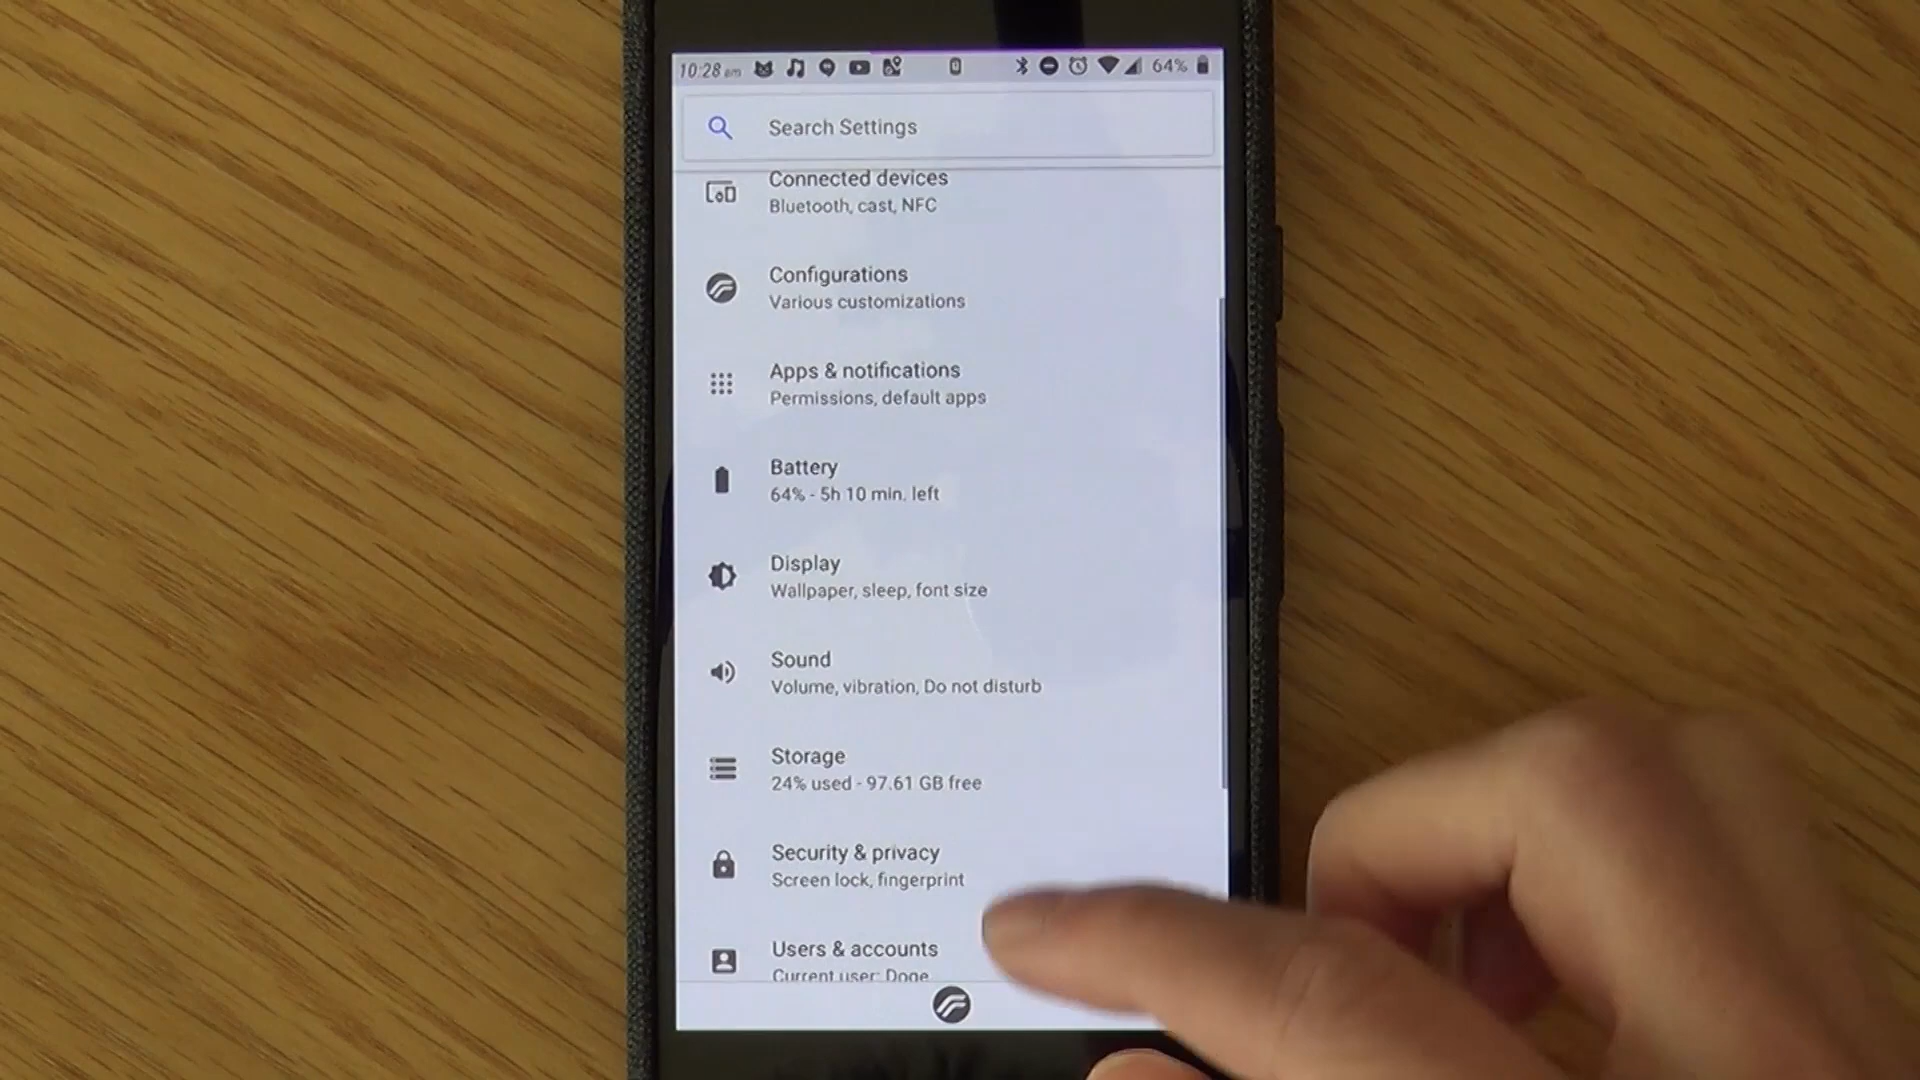 10:28 am 64%
Search Settings
Connected devices
Bluetooth, cast, NFC
Configurations
Various customizations
Apps & notifications
Permissions, default apps
Battery
64% - 5h 10 min. left
Display
Wallpaper, sleep, font size
Sound
Volume, vibration, Do not disturb
Storage
24% used - 97.61 GB free
Security & privacy
Screen lock, fingerprint
Users & accounts
Current user: Doge